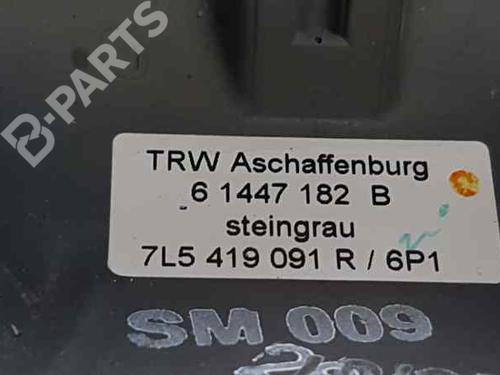 B-PARTS
TRW Aschaffenburg
6 1447 182 B
steingrau
7L5 419 091 R / 6P1
SM 009